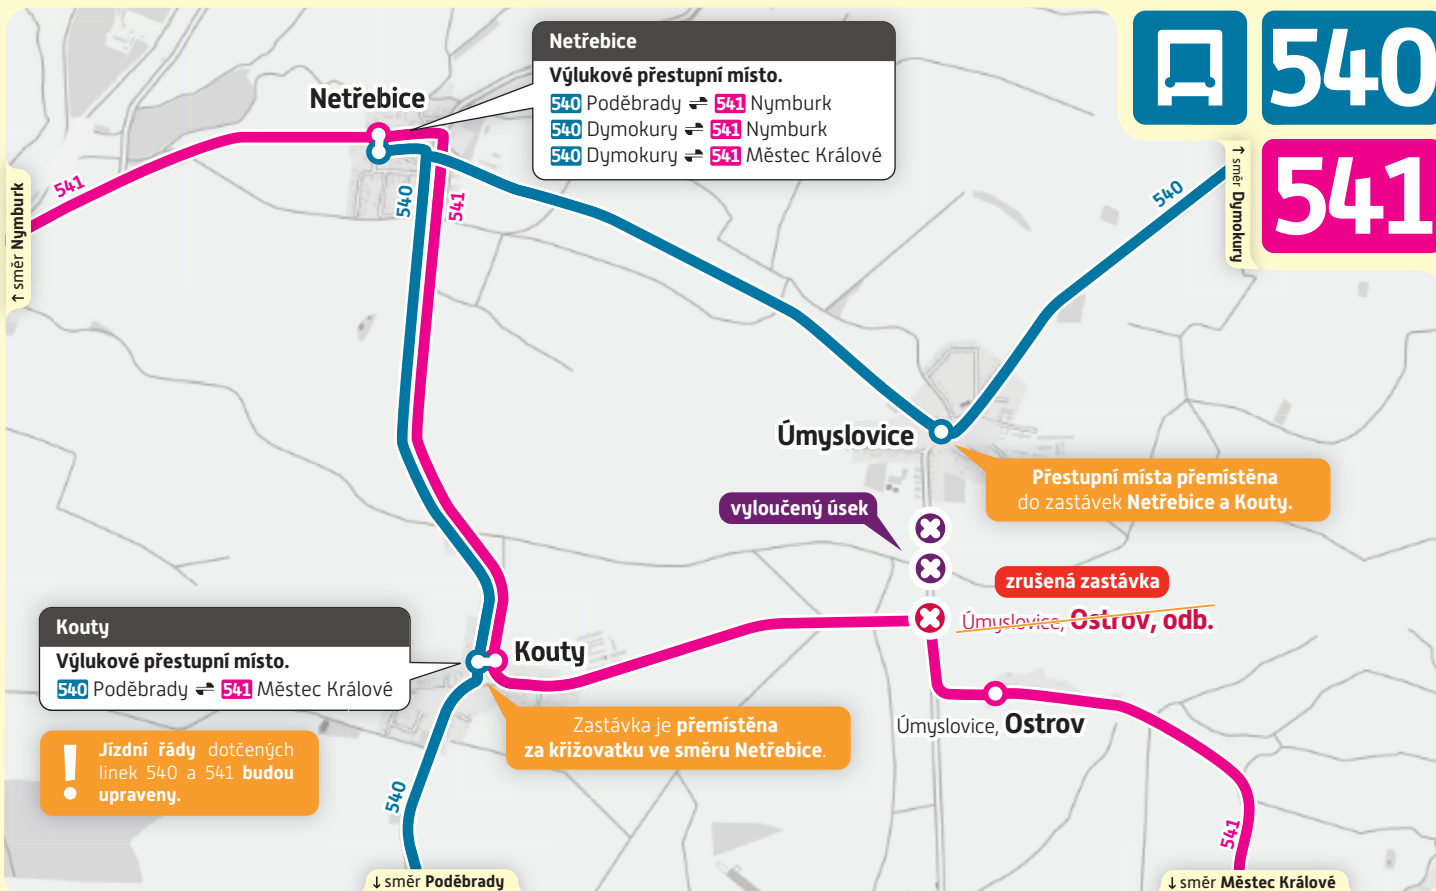 540
541
Netřebice
Výlukové přestupní místo.
540 Poděbrady ⇌ 541 Nymburk
540 Dymokury ⇌ 541 Nymburk
540 Dymokury ⇌ 541 Městec Králové
Netřebice
541
↑ směr Nymburk
540
541
540
↑ směr Dymokury
Úmyslovice
Přestupní místa přemístěna
do zastávek Netřebice a Kouty.
vyloučený úsek
zrušená zastávka
Úmyslovice, Ostrov, odb.
Kouty
Výlukové přestupní místo.
540 Poděbrady ⇌ 541 Městec Králové
Kouty
Zastávka je přemístěna
za křižovatku ve směru Netřebice.
Úmyslovice, Ostrov
! Jízdní řády dotčených
linek 540 a 541 budou
upraveny.
540
541
↓ směr Poděbrady
↓ směr Městec Králové